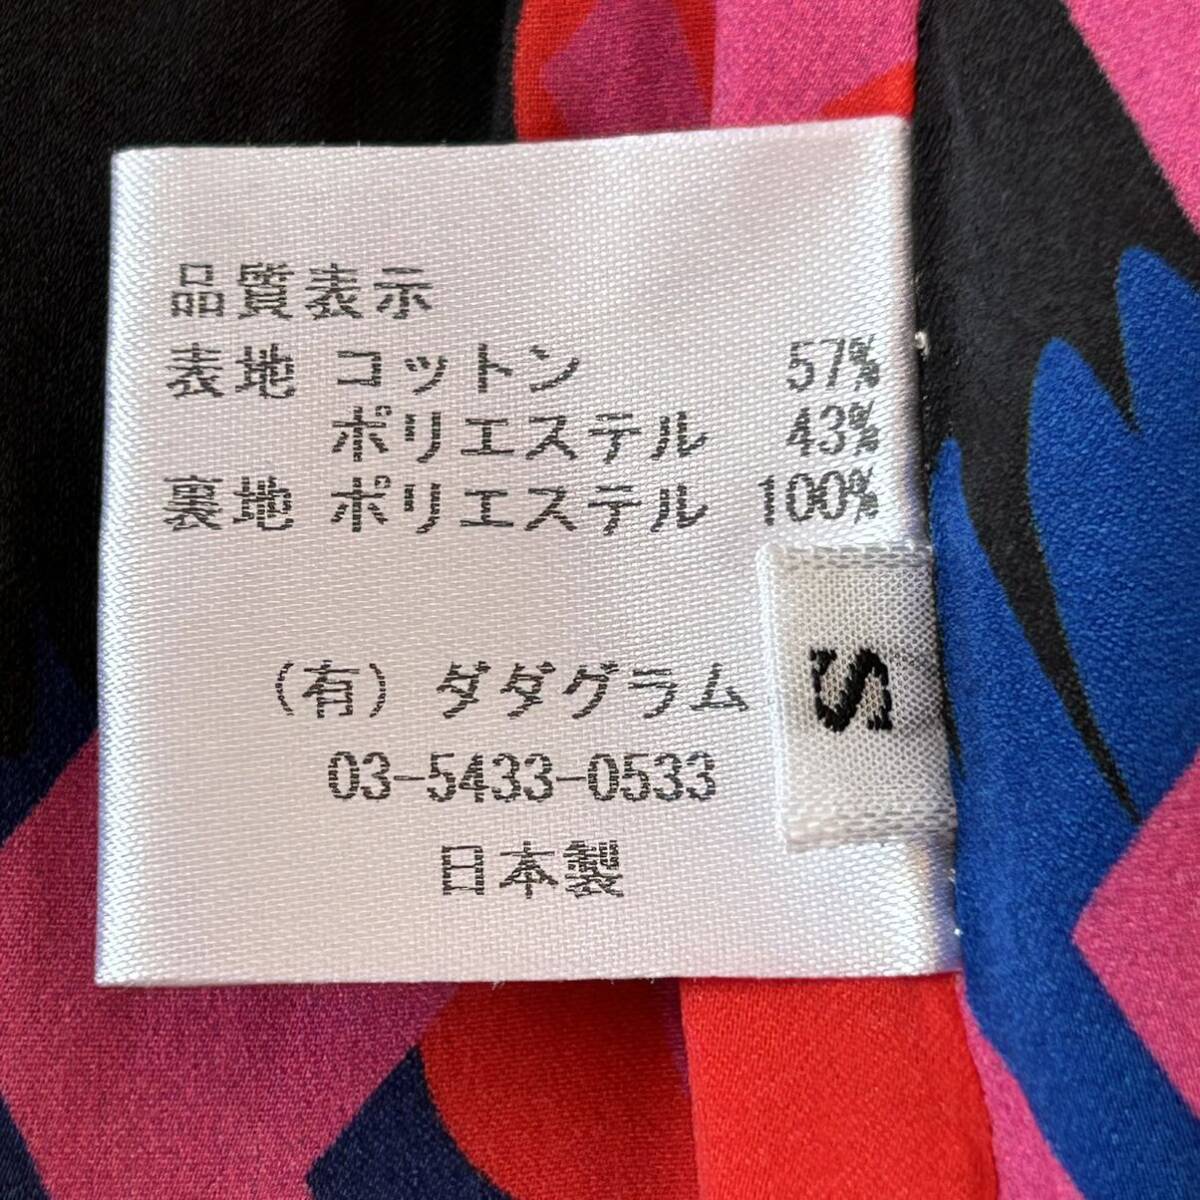 品質表示
表地 コットン 57%
ポリエステル 43%
裏地 ポリエステル 100%
(有) ダダグラム
03-5433-0533
日本製
S